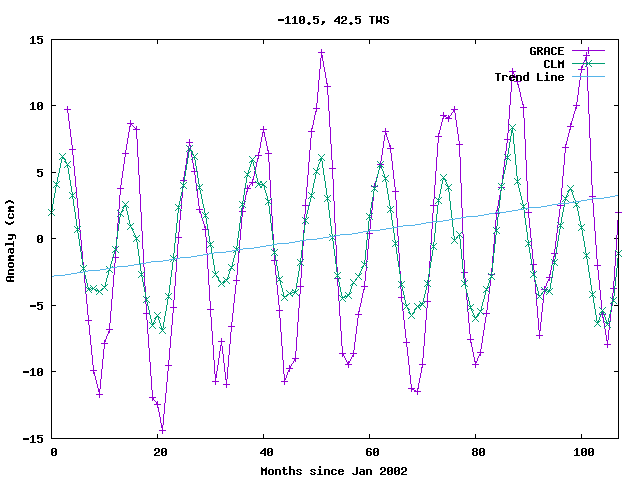 -110.5, 42.5 TWS
GRACE
CLM
Trend Line
15
10
5
0
-5
-10
-15
Anomaly (cm)
0 20 40 60 80 100
Months since Jan 2002